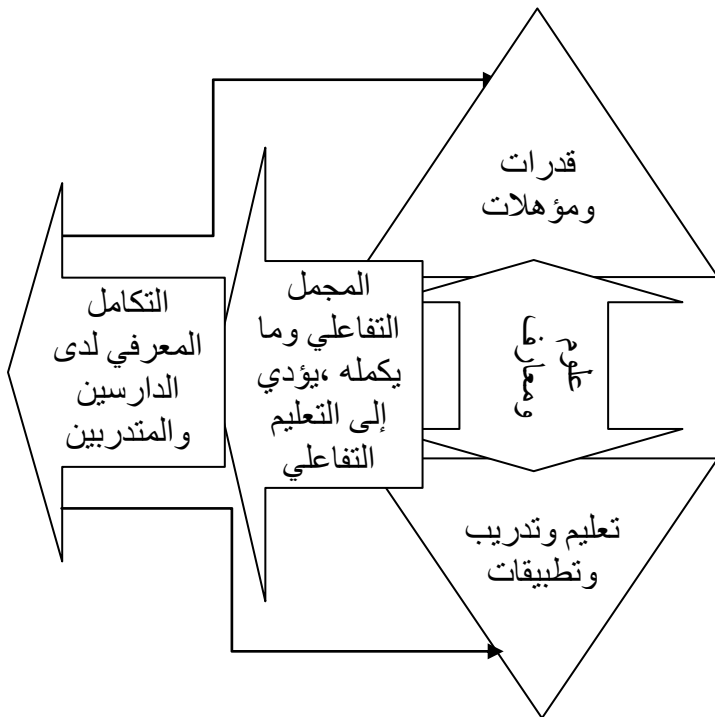 قدرات
ومؤهلات
علوم
ومعارف
المجمل
التفاعلي وما
يكمله ،يؤدي
إلى التعليم
التفاعلي
التكامل
المعرفي لدى
الدارسين
والمتدربين
تعليم وتدريب
وتطبيقات